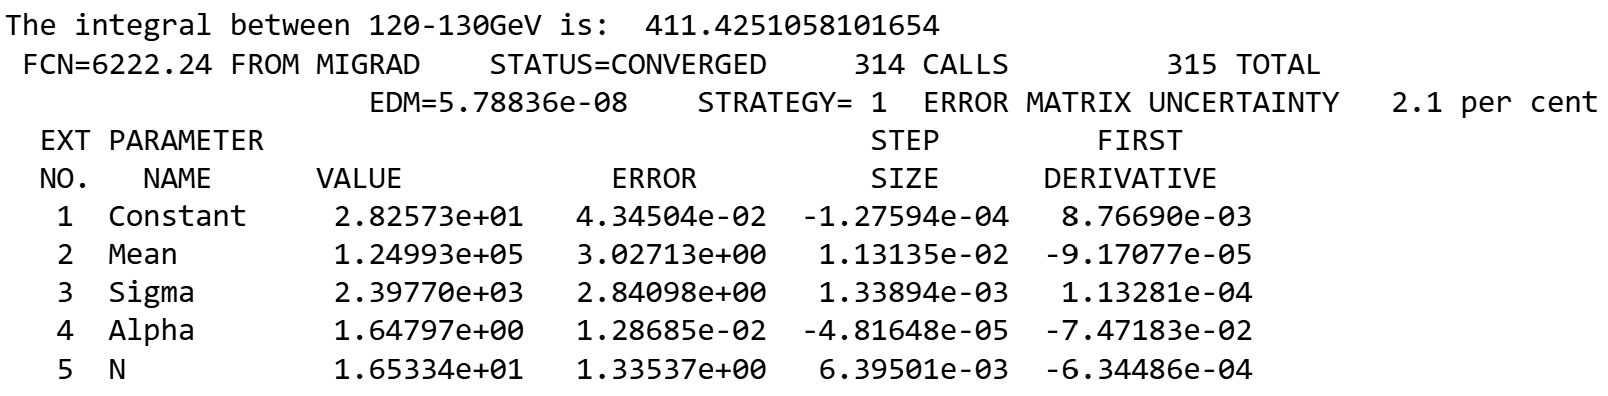 The integral between 120-130GeV is:  411.4251058101654
 FCN=6222.24 FROM MIGRAD    STATUS=CONVERGED     314 CALLS         315 TOTAL
                     EDM=5.78836e-08    STRATEGY= 1  ERROR MATRIX UNCERTAINTY   2.1 per cent
  EXT PARAMETER                                   STEP         FIRST
  NO.   NAME      VALUE            ERROR          SIZE      DERIVATIVE
   1  Constant     2.82573e+01   4.34504e-02  -1.27594e-04   8.76690e-03
   2  Mean         1.24993e+05   3.02713e+00   1.13135e-02  -9.17077e-05
   3  Sigma        2.39770e+03   2.84098e+00   1.33894e-03   1.13281e-04
   4  Alpha        1.64797e+00   1.28685e-02  -4.81648e-05  -7.47183e-02
   5  N            1.65334e+01   1.33537e+00   6.39501e-03  -6.34486e-04